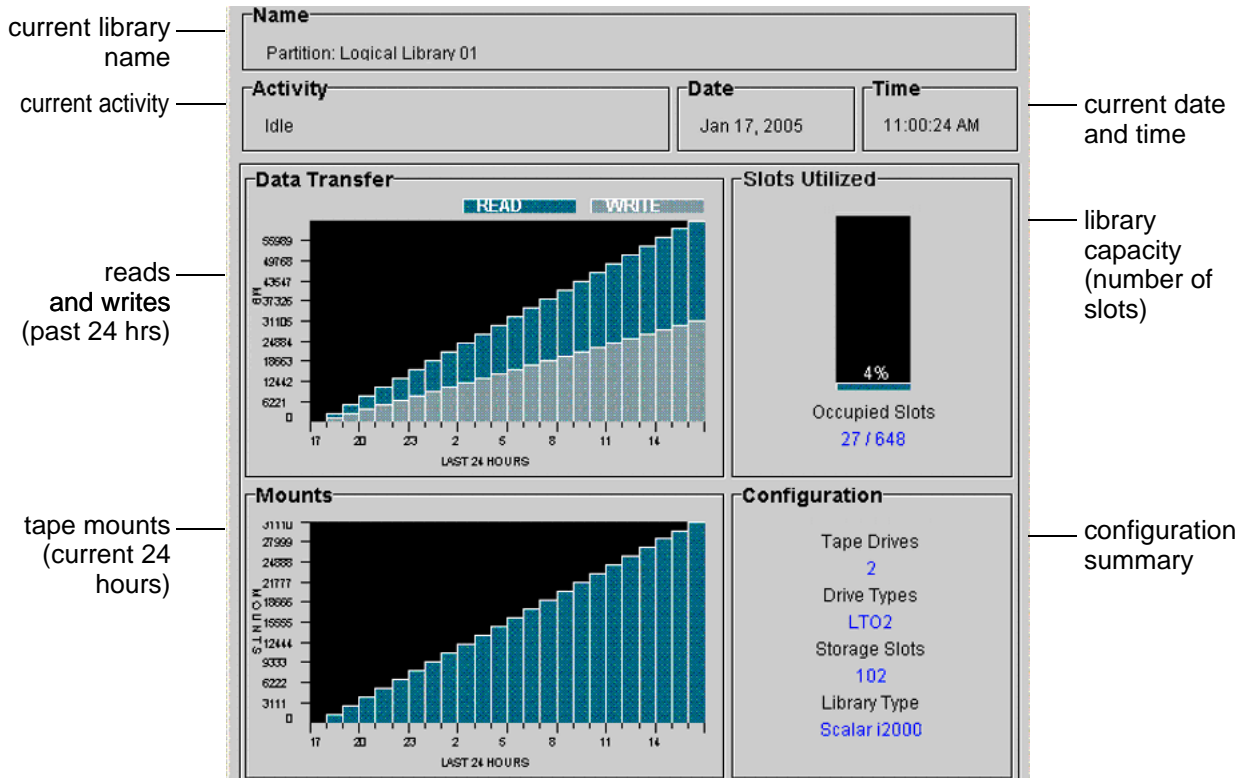 current library
name
Name
Partition: Logical Library 01
current activity
Activity
Idle
Date
Jan 17, 2005
Time
11:00:24 AM
current date
and time
reads
and writes
(past 24 hrs)
Data Transfer
READ
WRITE
MB
55989
49768
43547
37326
31105
24884
18663
12442
6221
0
17 20 23 2 5 8 11 14
LAST 24 HOURS
Slots Utilized
4%
Occupied Slots
27 / 648
library
capacity
(number of
slots)
tape mounts
(current 24
hours)
Mounts
MOUNTS
31110
27999
24888
21777
18666
15555
12444
9333
6222
3111
0
17 20 23 2 5 8 11 14
LAST 24 HOURS
Configuration
Tape Drives
2
Drive Types
LTO2
Storage Slots
102
Library Type
Scalar i2000
configuration
summary